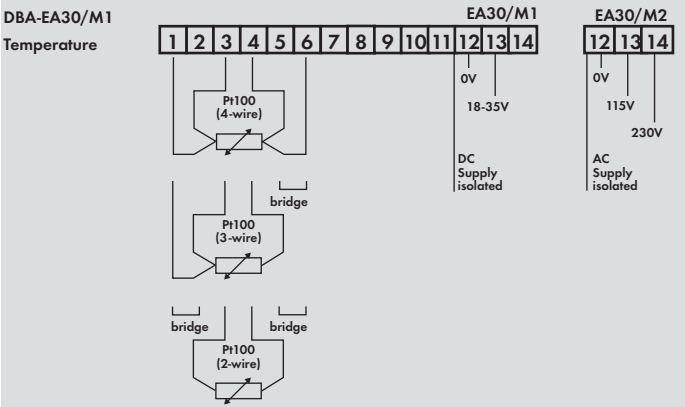 DBA-EA30/M1
EA30/M1
EA30/M2
Temperature
1 2 3 4 5 6 7 8 9 10 11 12 13 14
12 13 14
0V
18-35V
0V
115V
230V
DC
Supply
isolated
AC
Supply
isolated
Pt100
(4-wire)
bridge
Pt100
(3-wire)
bridge
bridge
Pt100
(2-wire)